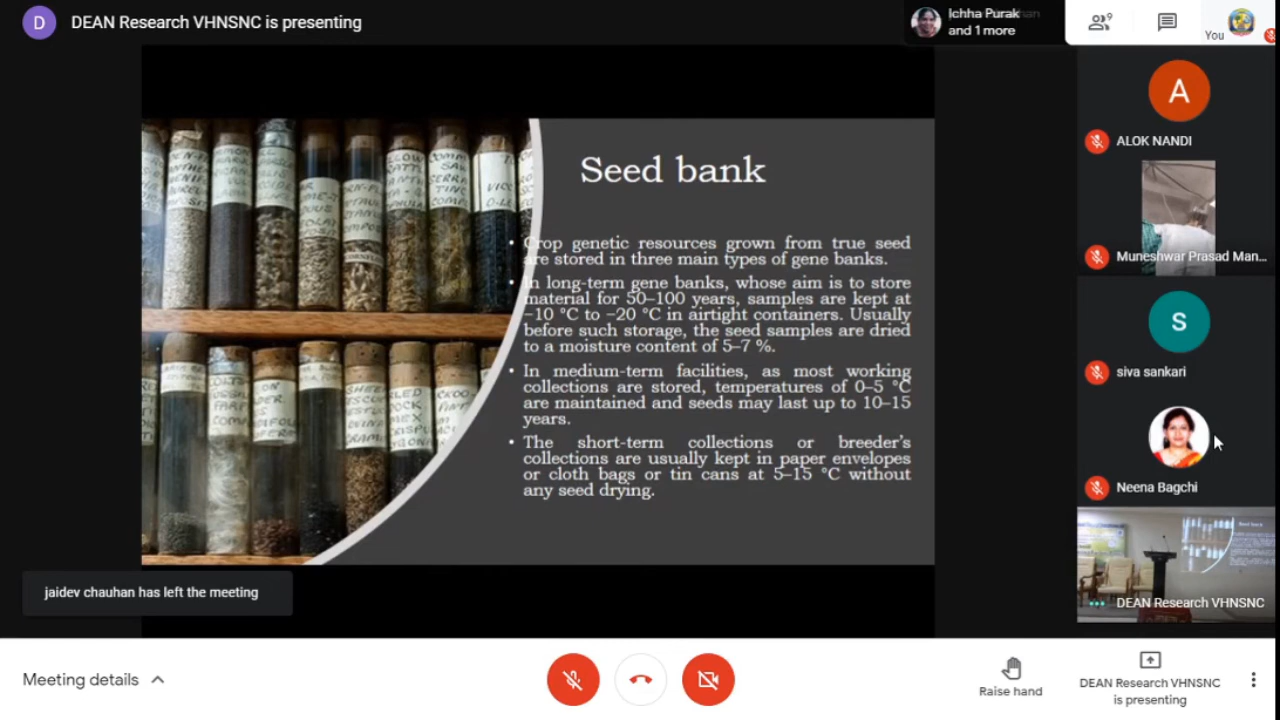 D
DEAN Research VHNSNC is presenting
Ichha Purak
and 1 more
9
You
A
ALOK NANDI
Muneshwar Prasad Man...
S
siva sankari
Neena Bagchi
DEAN Research VHNSNC
Seed bank
• Crop genetic resources grown from true seed
are stored in three main types of gene banks.
• In long-term gene banks, whose aim is to store
material for 50–100 years, samples are kept at
–10 °C to –20 °C in airtight containers. Usually
before such storage, the seed samples are dried
to a moisture content of 5–7 %.
• In medium-term facilities, as most working
collections are stored, temperatures of 0–5 °C
are maintained and seeds may last up to 10–15
years.
• The short-term collections or breeder's
collections are usually kept in paper envelopes
or cloth bags or tin cans at 5–15 °C without
any seed drying.
jaidev chauhan has left the meeting
Meeting details
Raise hand
DEAN Research VHNSNC
is presenting